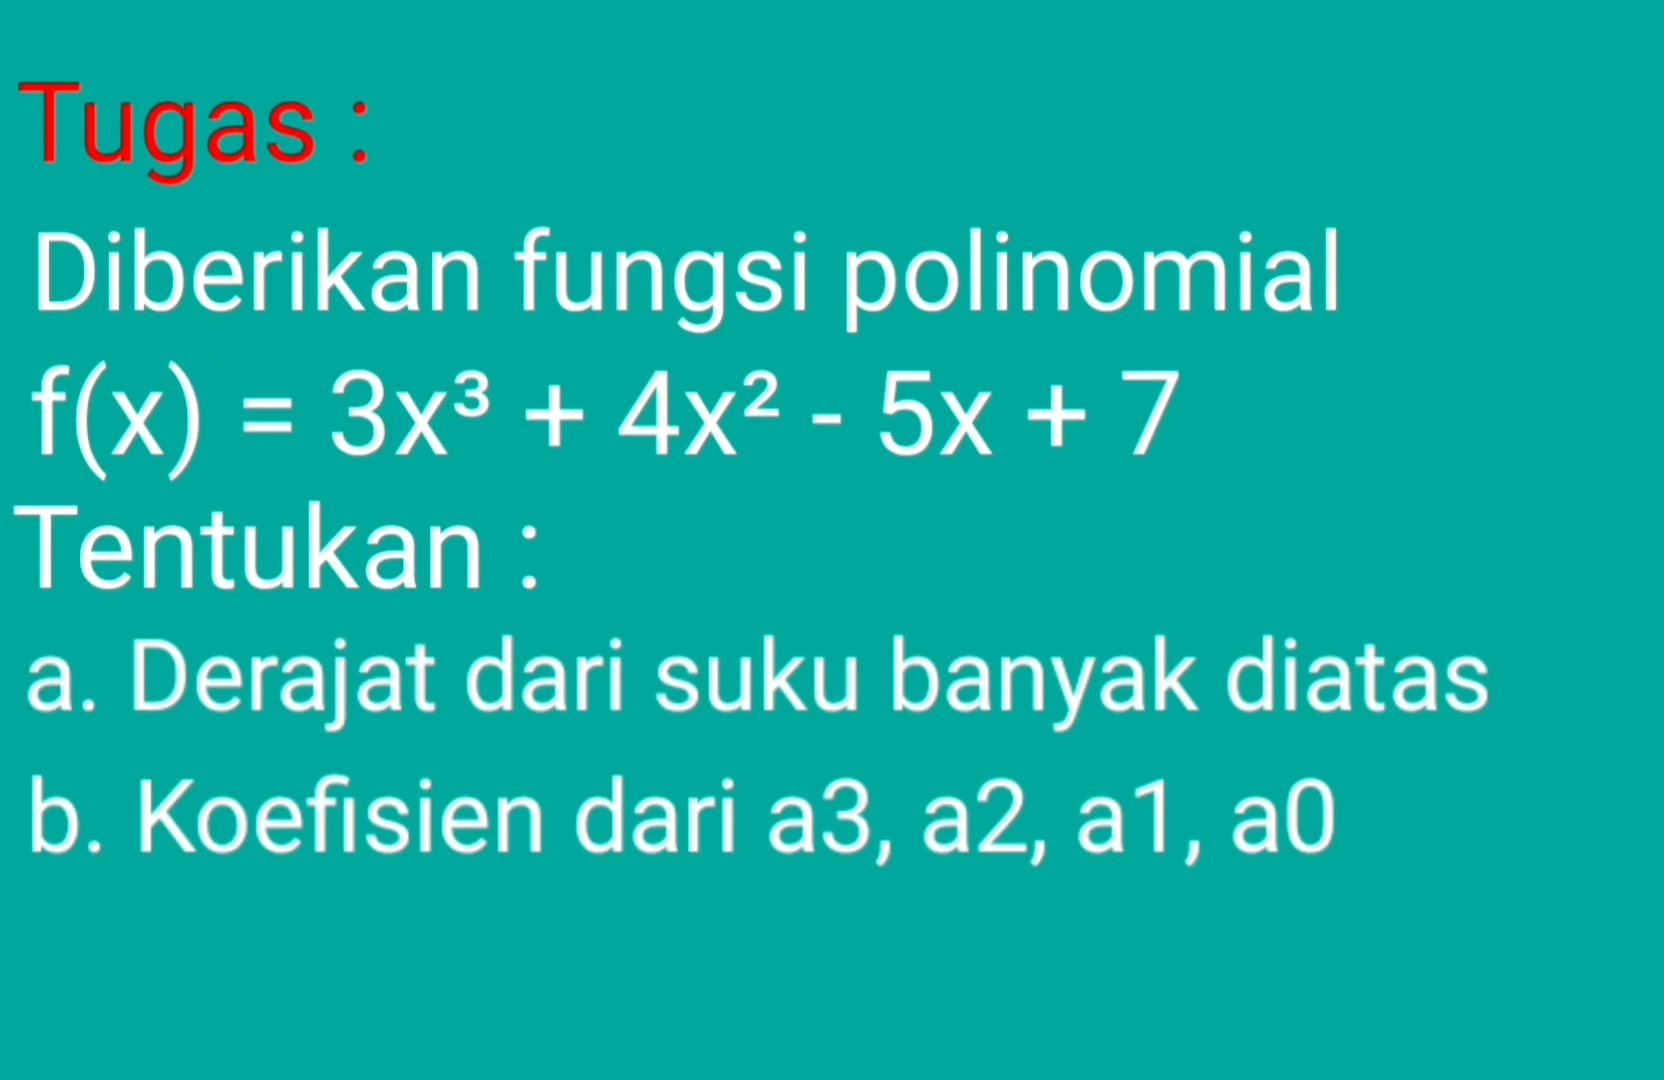 Tugas :
Diberikan fungsi polinomial
f(x) = 3x³ + 4x² - 5x + 7
Tentukan :
a. Derajat dari suku banyak diatas
b. Koefisien dari a3, a2, a1, a0